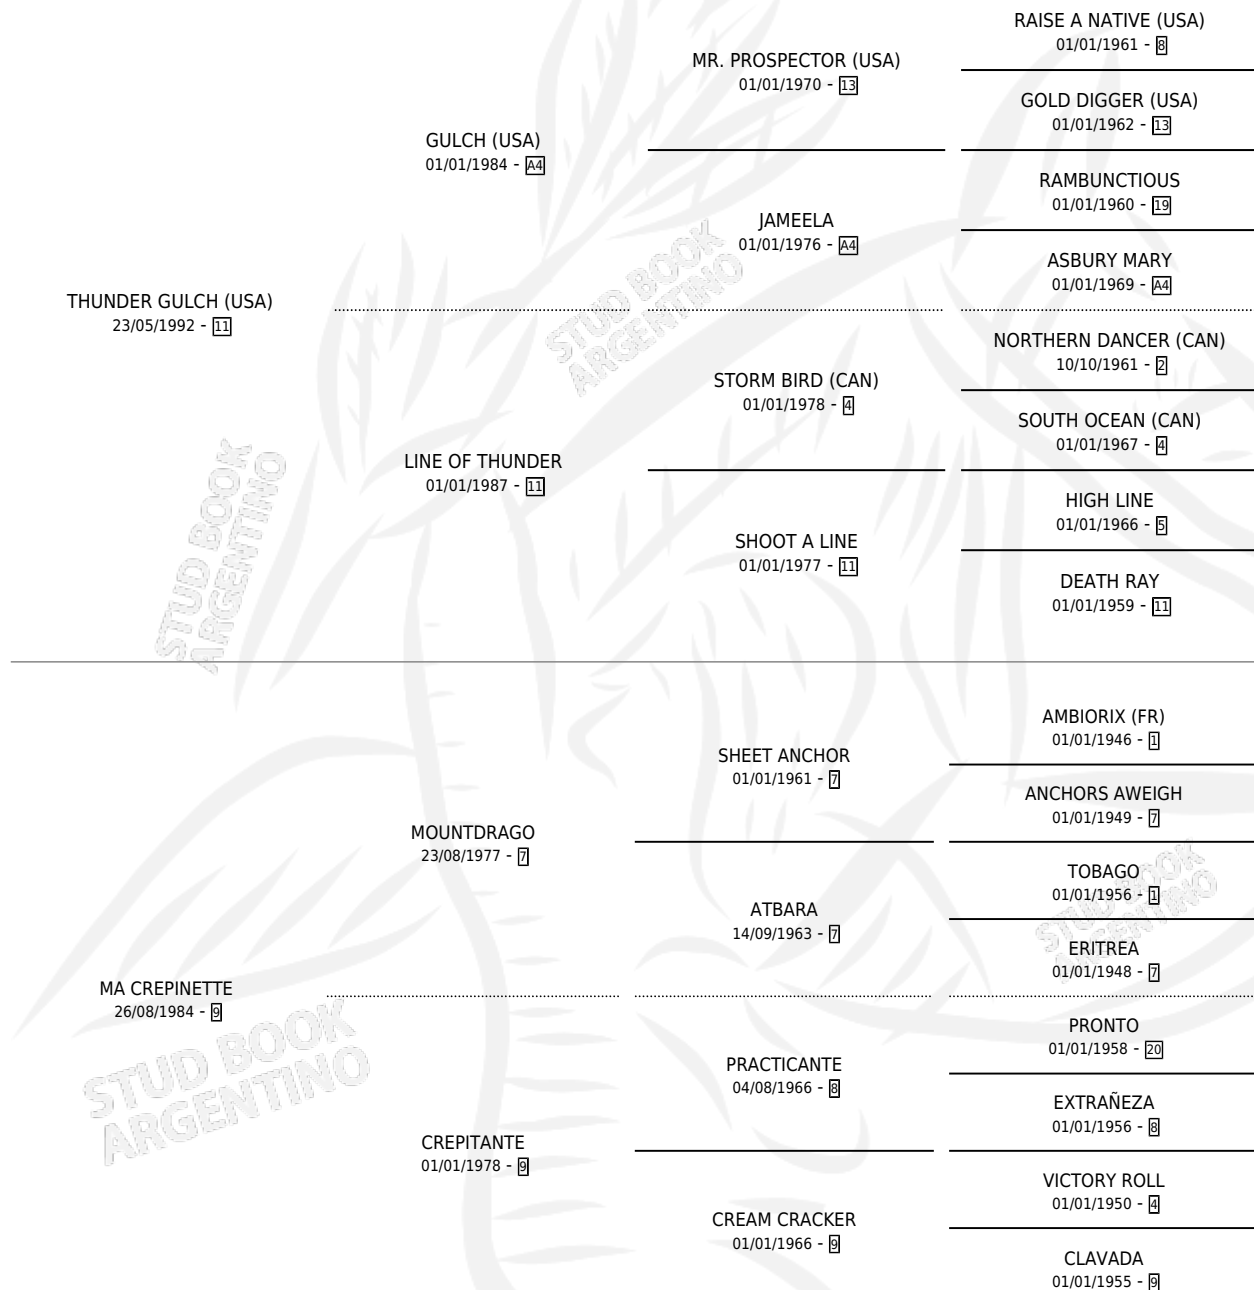 RAISE A NATIVE (USA)
01/01/1961 - 8
MR. PROSPECTOR (USA)
01/01/1970 - 13
GOLD DIGGER (USA)
01/01/1962 - 13
GULCH (USA)
01/01/1984 - A4
RAMBUNCTIOUS
01/01/1960 - 19
JAMEELA
01/01/1976 - A4
ASBURY MARY
01/01/1969 - A4
THUNDER GULCH (USA)
23/05/1992 - 11
NORTHERN DANCER (CAN)
10/10/1961 - 2
STORM BIRD (CAN)
01/01/1978 - 4
SOUTH OCEAN (CAN)
01/01/1967 - 4
LINE OF THUNDER
01/01/1987 - 11
HIGH LINE
01/01/1966 - 5
SHOOT A LINE
01/01/1977 - 11
DEATH RAY
01/01/1959 - 11
AMBIORIX (FR)
01/01/1946 - 1
SHEET ANCHOR
01/01/1961 - 7
ANCHORS AWEIGH
01/01/1949 - 7
MOUNTDRAGO
23/08/1977 - 7
TOBAGO
01/01/1956 - 1
ATBARA
14/09/1963 - 7
ERITREA
01/01/1948 - 7
MA CREPINETTE
26/08/1984 - 9
PRONTO
01/01/1958 - 20
PRACTICANTE
04/08/1966 - 8
EXTRAÑEZA
01/01/1956 - 8
CREPITANTE
01/01/1978 - 9
VICTORY ROLL
01/01/1950 - 4
CREAM CRACKER
01/01/1966 - 9
CLAVADA
01/01/1955 - 9
STUD BOOK
ARGENTINO
STUD BOOK
ARGENTINO
STUD BOOK
ARGENTINO
STUD BOOK
ARGENTINO